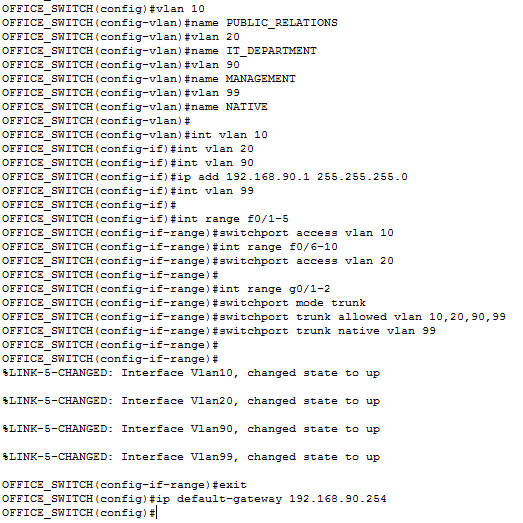 OFFICE_SWITCH(config)#vlan 10
OFFICE_SWITCH(config-vlan)#name PUBLIC_RELATIONS
OFFICE_SWITCH(config-vlan)#vlan 20
OFFICE_SWITCH(config-vlan)#name IT_DEPARTMENT
OFFICE_SWITCH(config-vlan)#vlan 90
OFFICE_SWITCH(config-vlan)#name MANAGEMENT
OFFICE_SWITCH(config-vlan)#vlan 99
OFFICE_SWITCH(config-vlan)#name NATIVE
OFFICE_SWITCH(config-vlan)#
OFFICE_SWITCH(config-vlan)#int vlan 10
OFFICE_SWITCH(config-if)#int vlan 20
OFFICE_SWITCH(config-if)#int vlan 90
OFFICE_SWITCH(config-if)#ip add 192.168.90.1 255.255.255.0
OFFICE_SWITCH(config-if)#int vlan 99
OFFICE_SWITCH(config-if)#
OFFICE_SWITCH(config-if)#int range f0/1-5
OFFICE_SWITCH(config-if-range)#switchport access vlan 10
OFFICE_SWITCH(config-if-range)#int range f0/6-10
OFFICE_SWITCH(config-if-range)#switchport access vlan 20
OFFICE_SWITCH(config-if-range)#
OFFICE_SWITCH(config-if-range)#int range g0/1-2
OFFICE_SWITCH(config-if-range)#switchport mode trunk
OFFICE_SWITCH(config-if-range)#switchport trunk allowed vlan 10,20,90,99
OFFICE_SWITCH(config-if-range)#switchport trunk native vlan 99
OFFICE_SWITCH(config-if-range)#
OFFICE_SWITCH(config-if-range)#
%LINK-5-CHANGED: Interface Vlan10, changed state to up
%LINK-5-CHANGED: Interface Vlan20, changed state to up
%LINK-5-CHANGED: Interface Vlan90, changed state to up
%LINK-5-CHANGED: Interface Vlan99, changed state to up
OFFICE_SWITCH(config-if-range)#exit
OFFICE_SWITCH(config)#ip default-gateway 192.168.90.254
OFFICE_SWITCH(config)#